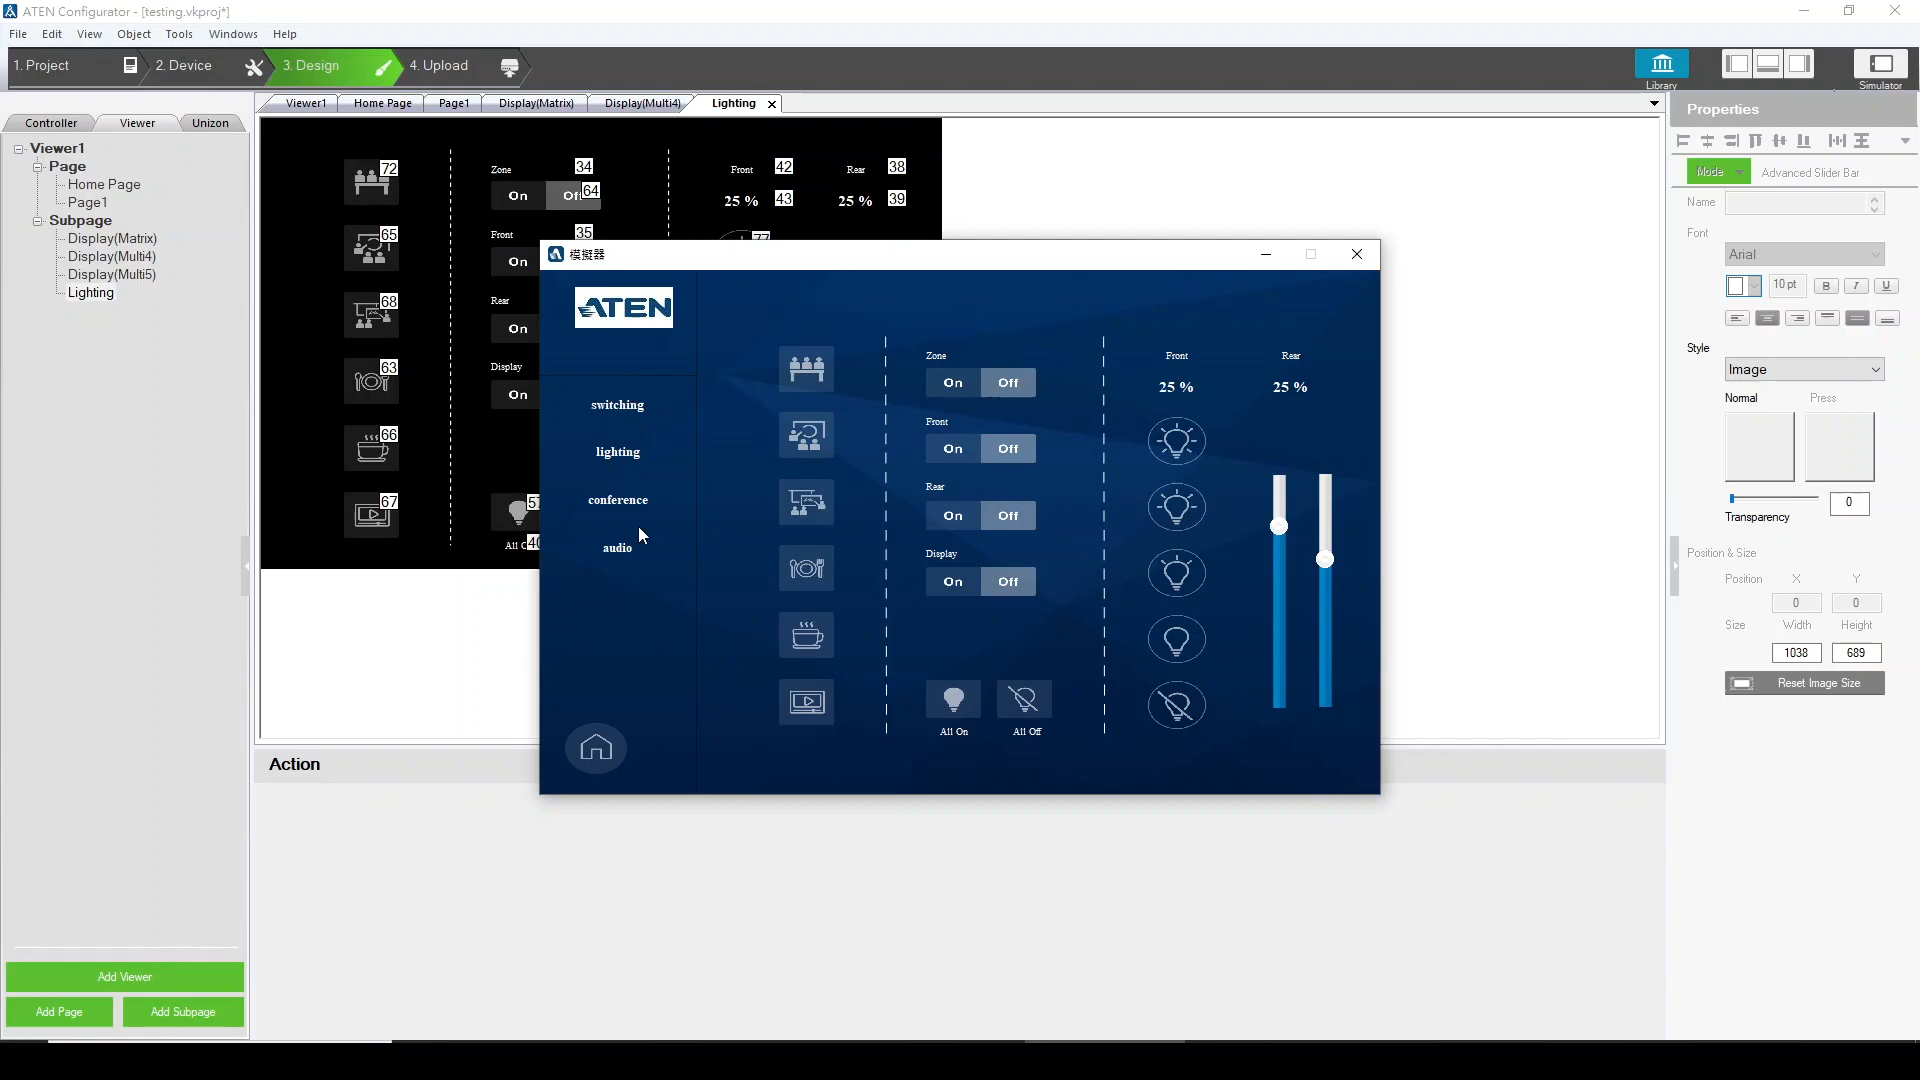 ATEN Configurator - [testing.vkproj*]
File Edit View Object Tools Windows Help
1. Project 2. Device 3. Design 4. Upload
Library Simulator
Viewer1 Home Page Page1 Display(Matrix) Display(Multi4) Lighting
Properties
Controller Viewer Unizon
Viewer1
Page
Home Page
Page1
Subpage
Display(Matrix)
Display(Multi4)
Display(Multi5)
Lighting
Add Viewer
Add Page Add Subpage
72 Zone 34 Front 42 Rear 38
On Off 64 25 % 43 25 % 39
65 Front 35 77
On
68 Rear
On
63 Display
On
66
67 57
All 40
模擬器
ATEN
switching
lighting
conference
audio
Zone
On Off
Front
On Off
Rear
On Off
Display
On Off
All On All Off
Front Rear
25 % 25 %
Action
Mode Advanced Slider Bar
Name
Font
Arial
10 pt B I U
Style
Image
Normal Press
0
Transparency
Position & Size
Position X Y
0 0
Size Width Height
1038 689
Reset Image Size